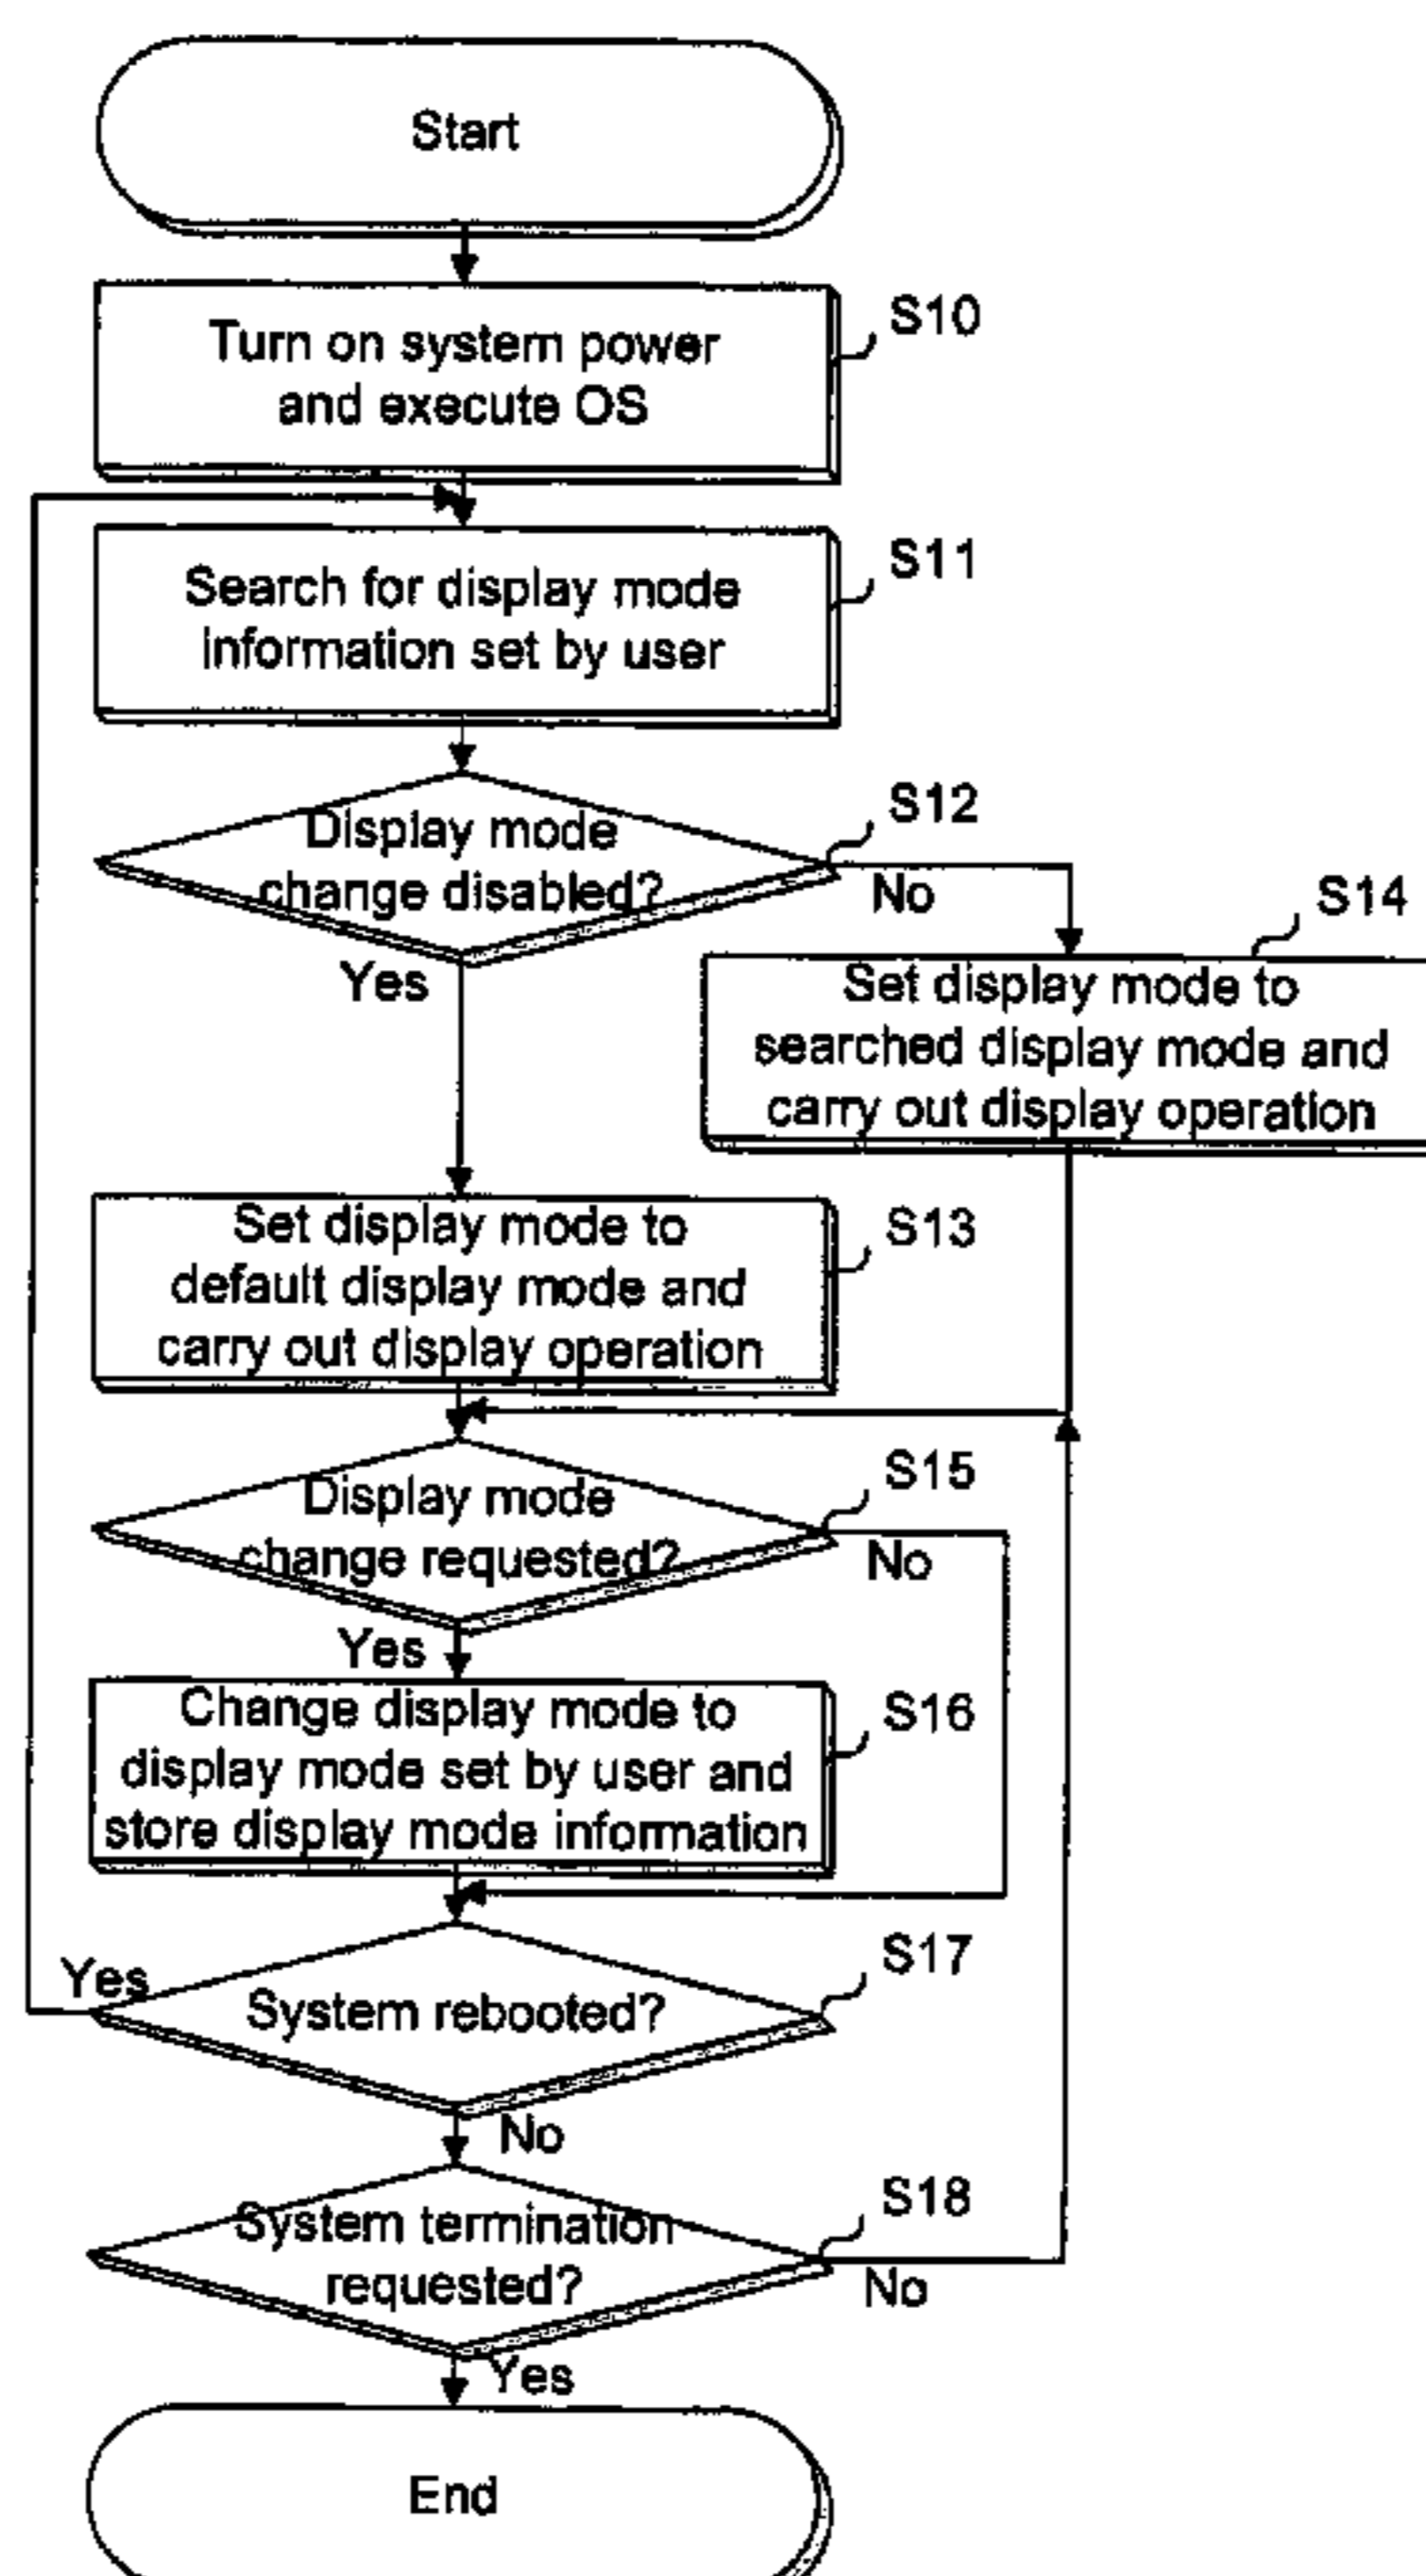 Start
Turn on system power
and execute OS
S10
Search for display mode
information set by user
S11
Display mode
change disabled?
S12
No
Yes
S14
Set display mode to
searched display mode and
carry out display operation
Set display mode to
default display mode and
carry out display operation
S13
Display mode
change requested?
S15
No
Yes
Change display mode to
display mode set by user and
store display mode information
S16
Yes
System rebooted?
S17
No
System termination
requested?
S18
No
Yes
End